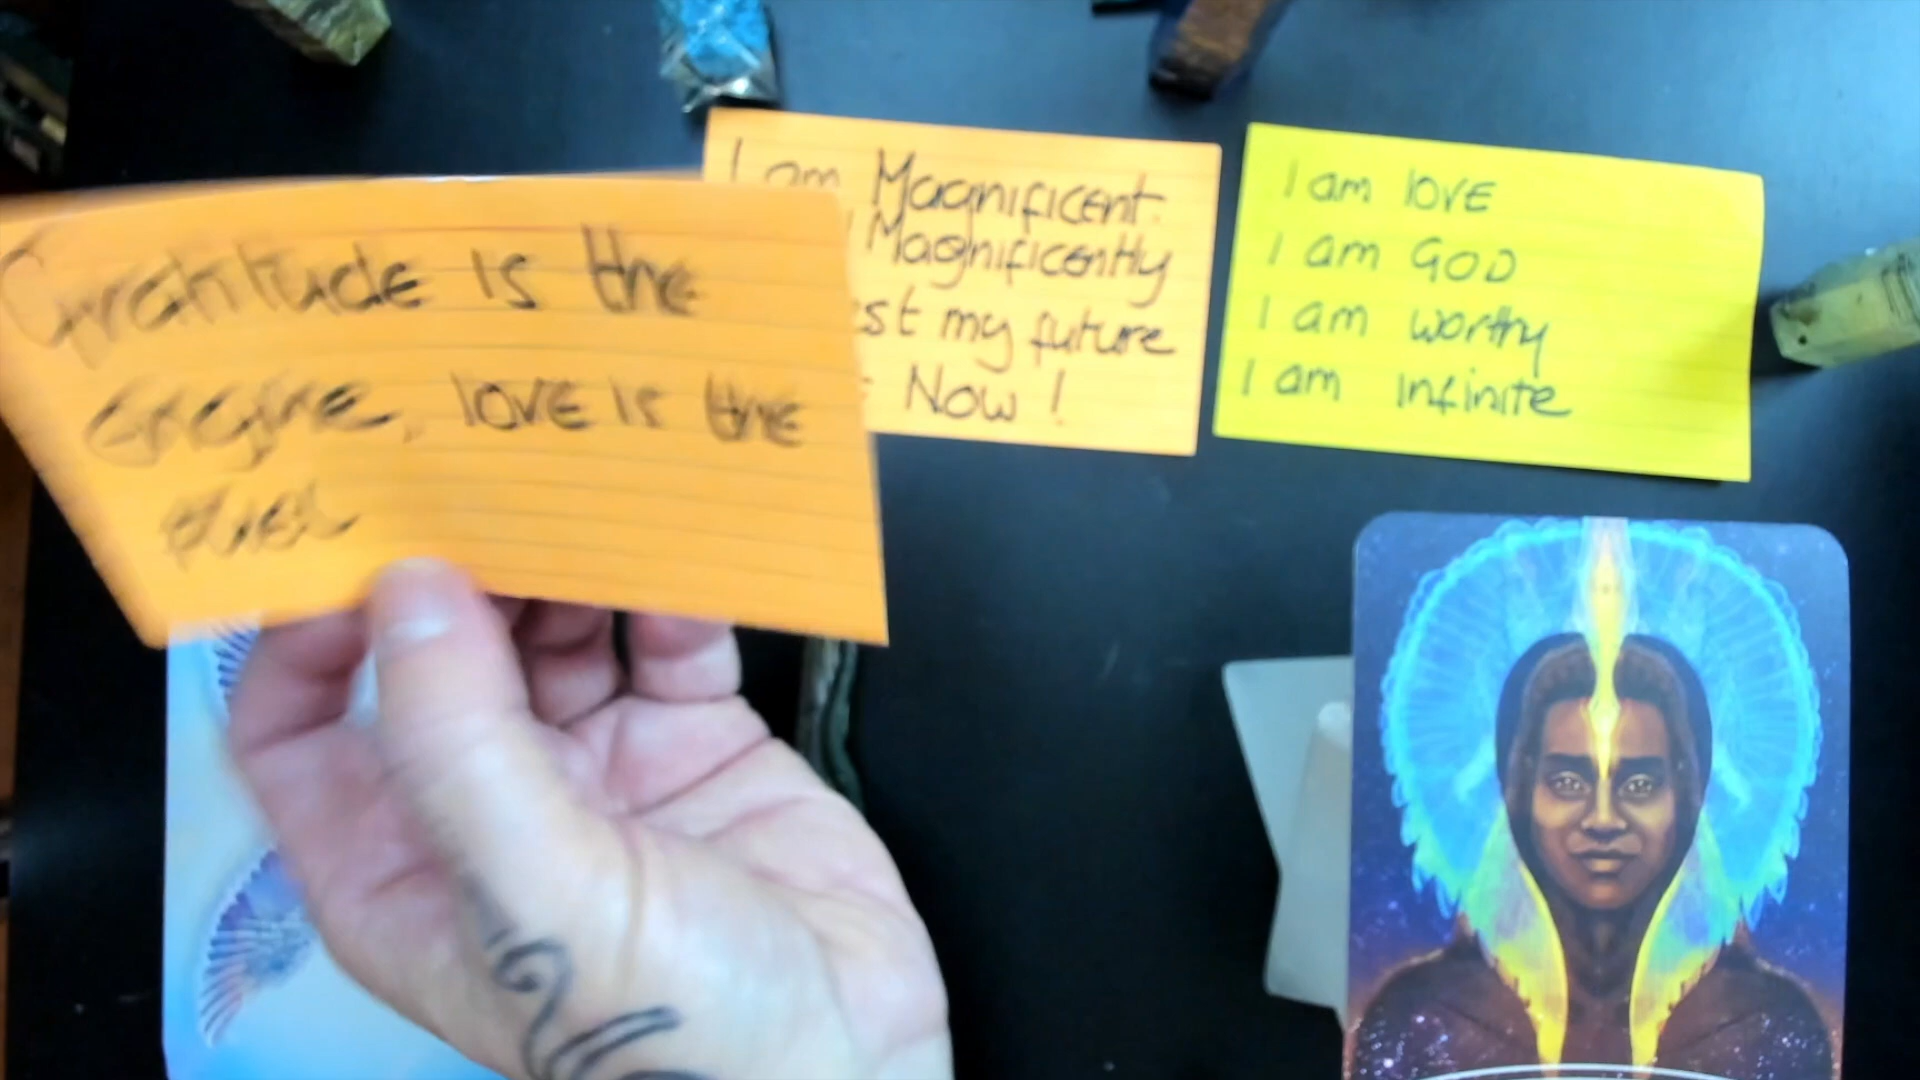 Gratitude is the
Engine, love is the
fuel
I am Magnificent.
Magnificently
my future
Now!
I am love
I am GOD
I am worthy
I am Infinite